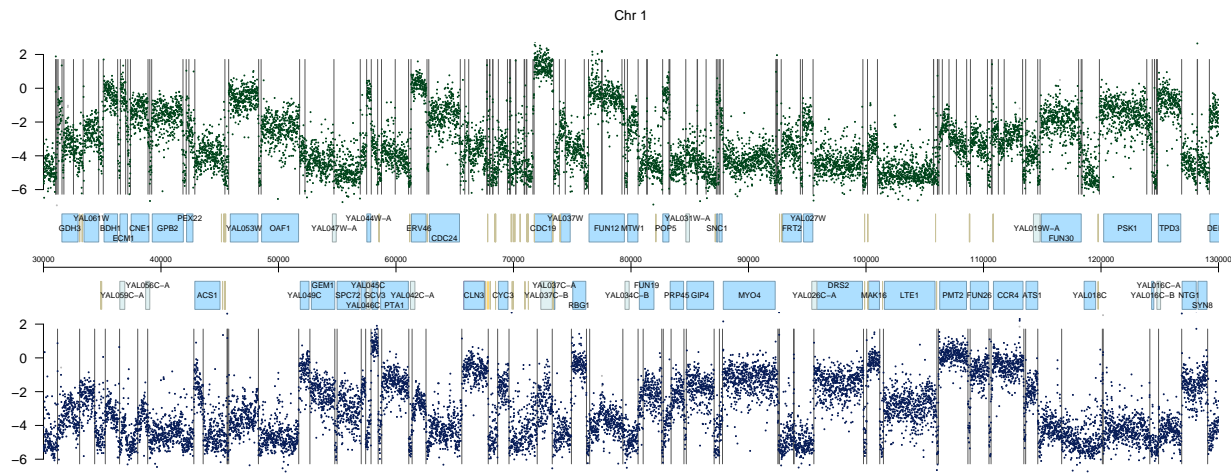 Chr 1
2
0
−2
−4
−6
YAL061W PEX22 YAL044W−A YAL037W YAL031W−A YAL027W
GDH3 BDH1 CNE1 GPB2 YAL053W OAF1 YAL047W−A ERV46 CDC19 FUN12 MTW1 POP5 SNC1 FRT2 YAL019W−A PSK1 TPD3
ECM1 CDC24 FUN30
30000 40000 50000 60000 70000 80000 90000 100000 110000 120000 130000
YAL056C−A GEM1 YAL045C YAL037C−A FUN19 DRS2 YAL016C−A
YAL059C−A ACS1 YAL049C SPC72 GCV3 YAL042C−A CLN3 CYC3 YAL037C−B YAL034C−B PRP45 GIP4 MYO4 YAL026C−A MAK16 LTE1 PMT2 FUN26 CCR4 ATS1 YAL018C YAL016C−B NTG1
YAL046C PTA1 RBG1 SYN8
2
0
−2
−4
−6